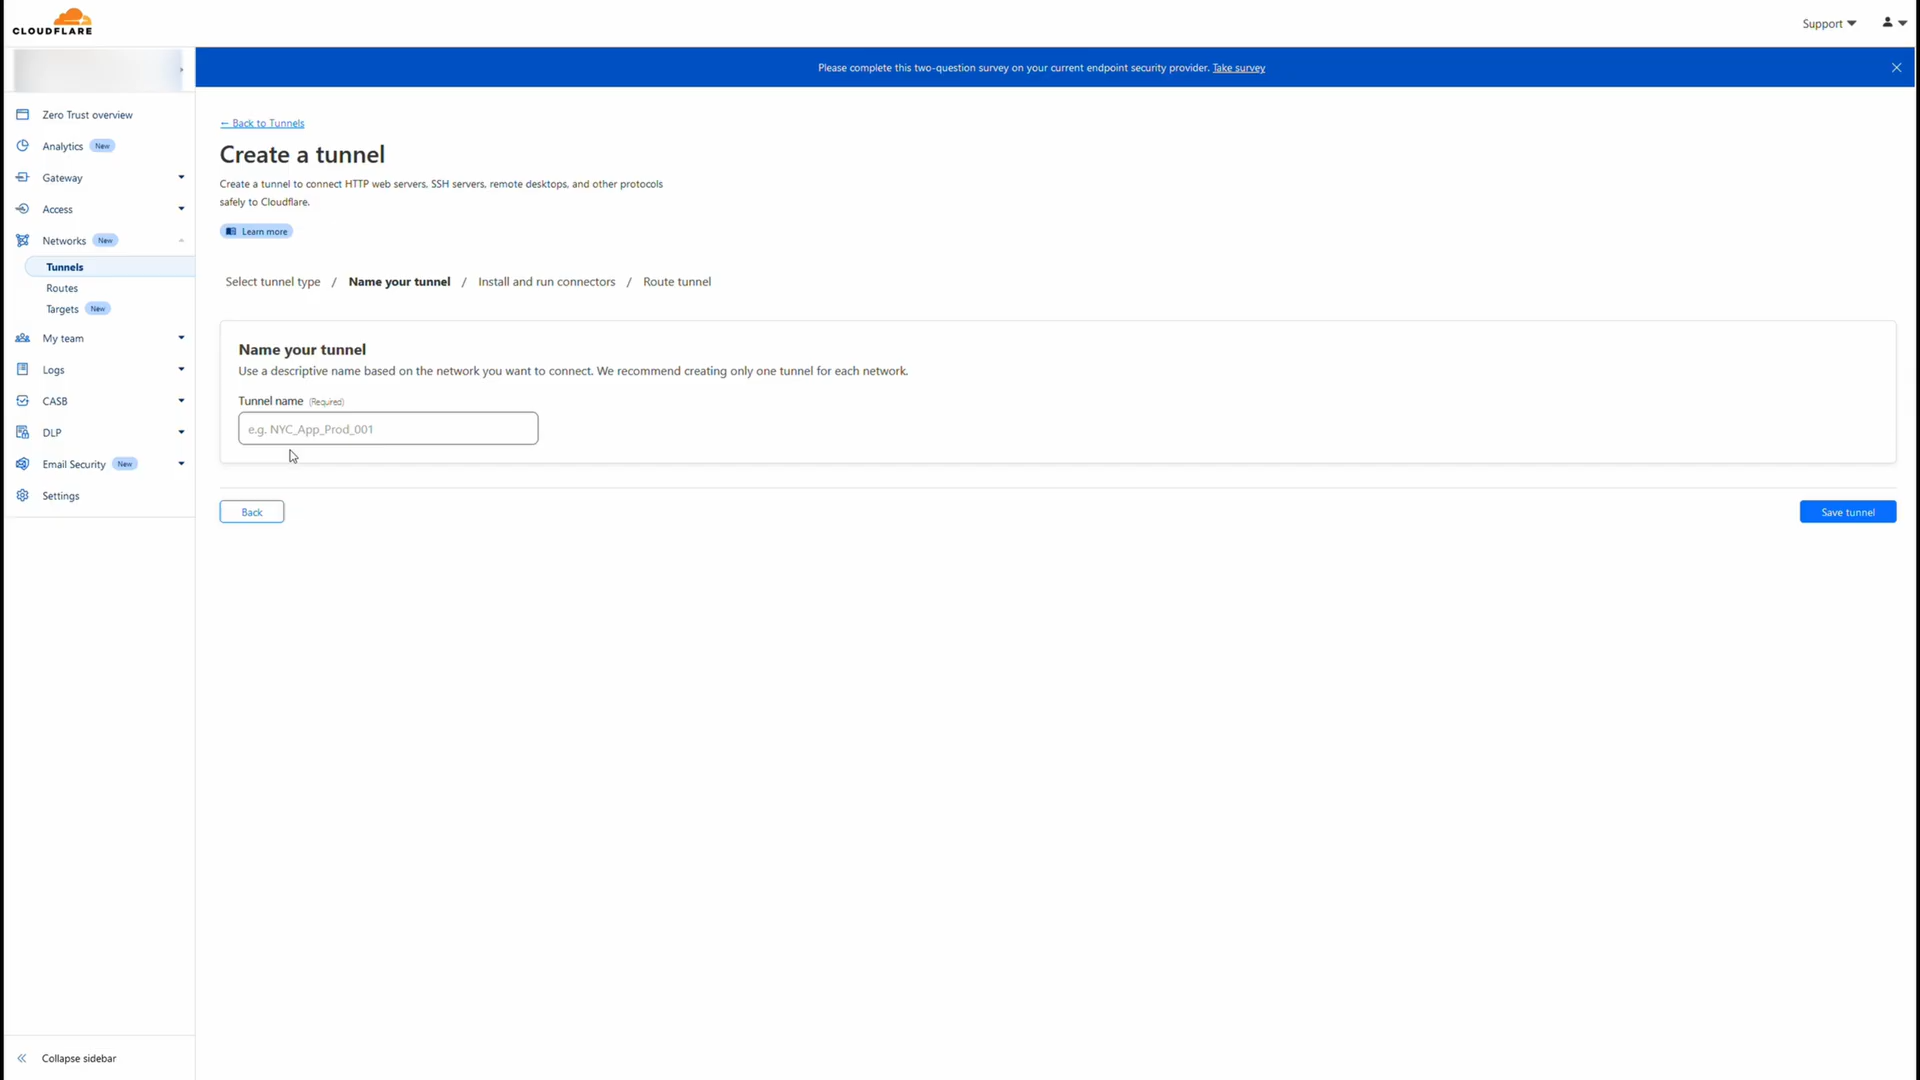 CLOUDFLARE
Support
Please complete this two-question survey on your current endpoint security provider. Take survey
Zero Trust overview
Analytics New
Gateway
Access
Networks New
Tunnels
Routes
Targets New
My team
Logs
CASB
DLP
Email Security New
Settings
Collapse sidebar
← Back to Tunnels
Create a tunnel
Create a tunnel to connect HTTP web servers, SSH servers, remote desktops, and other protocols
safely to Cloudflare.
Learn more
Select tunnel type / Name your tunnel / Install and run connectors / Route tunnel
Name your tunnel
Use a descriptive name based on the network you want to connect. We recommend creating only one tunnel for each network.
Tunnel name (Required)
e.g. NYC_App_Prod_001
Back
Save tunnel